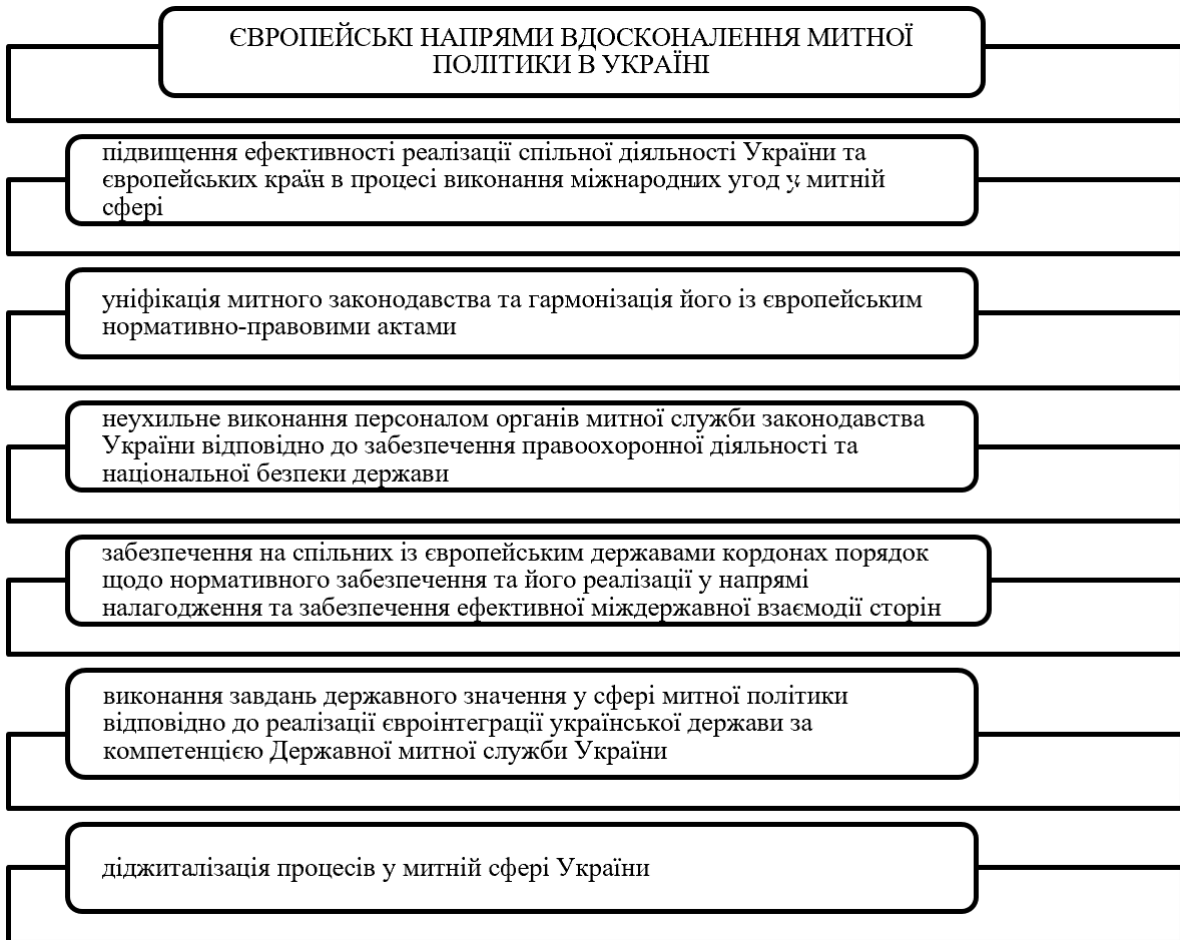 ЄВРОПЕЙСЬКІ НАПРЯМИ ВДОСКОНАЛЕННЯ МИТНОЇ
ПОЛІТИКИ В УКРАЇНІ
підвищення ефективності реалізації спільної діяльності України та
європейських країн в процесі виконання міжнародних угод у митній
сфері
уніфікація митного законодавства та гармонізація його із європейським
нормативно-правовими актами
неухильне виконання персоналом органів митної служби законодавства
України відповідно до забезпечення правоохоронної діяльності та
національної безпеки держави
забезпечення на спільних із європейським державами кордонах порядок
щодо нормативного забезпечення та його реалізації у напрямі
налагодження та забезпечення ефективної міждержавної взаємодії сторін
виконання завдань державного значення у сфері митної політики
відповідно до реалізації євроінтеграції української держави за
компетенцією Державної митної служби України
діджиталізація процесів у митній сфері України